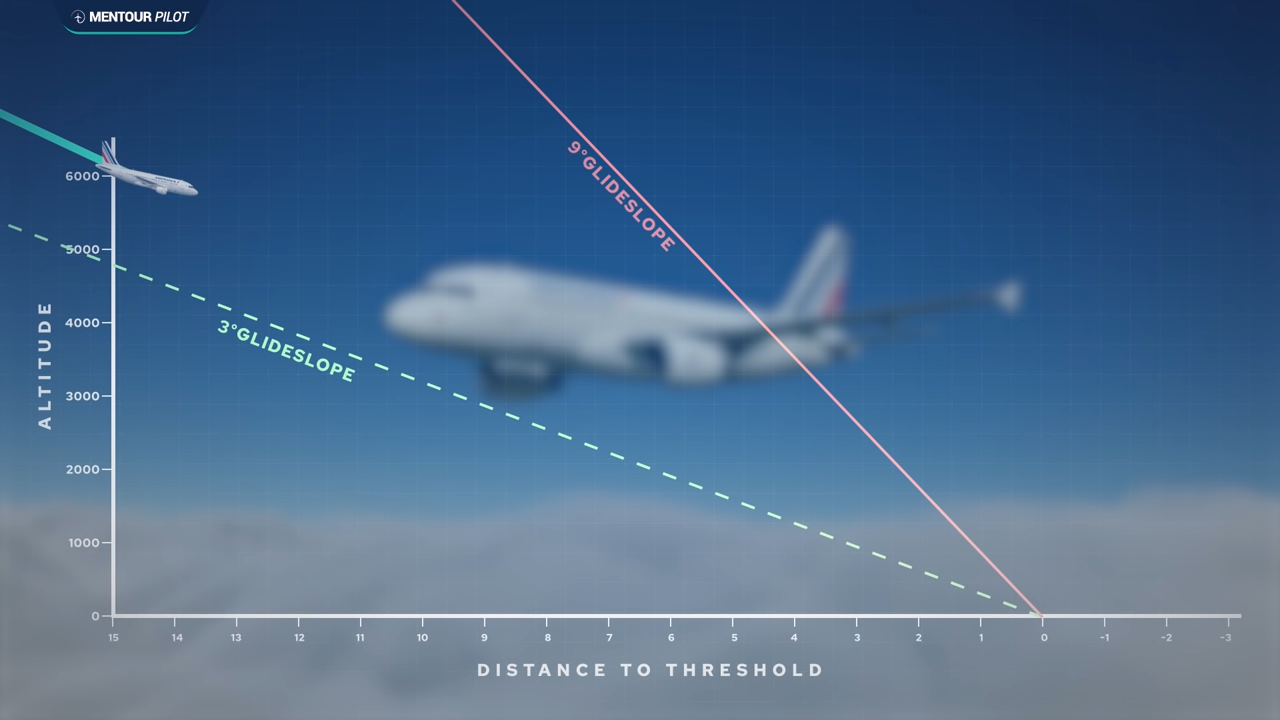 MENTOUR PILOT
9°GLIDESLOPE
3°GLIDESLOPE
ALTITUDE
6000
5000
4000
3000
2000
1000
0
15 14 13 12 11 10 9 8 7 6 5 4 3 2 1 0 -1 -2 -3
DISTANCE TO THRESHOLD